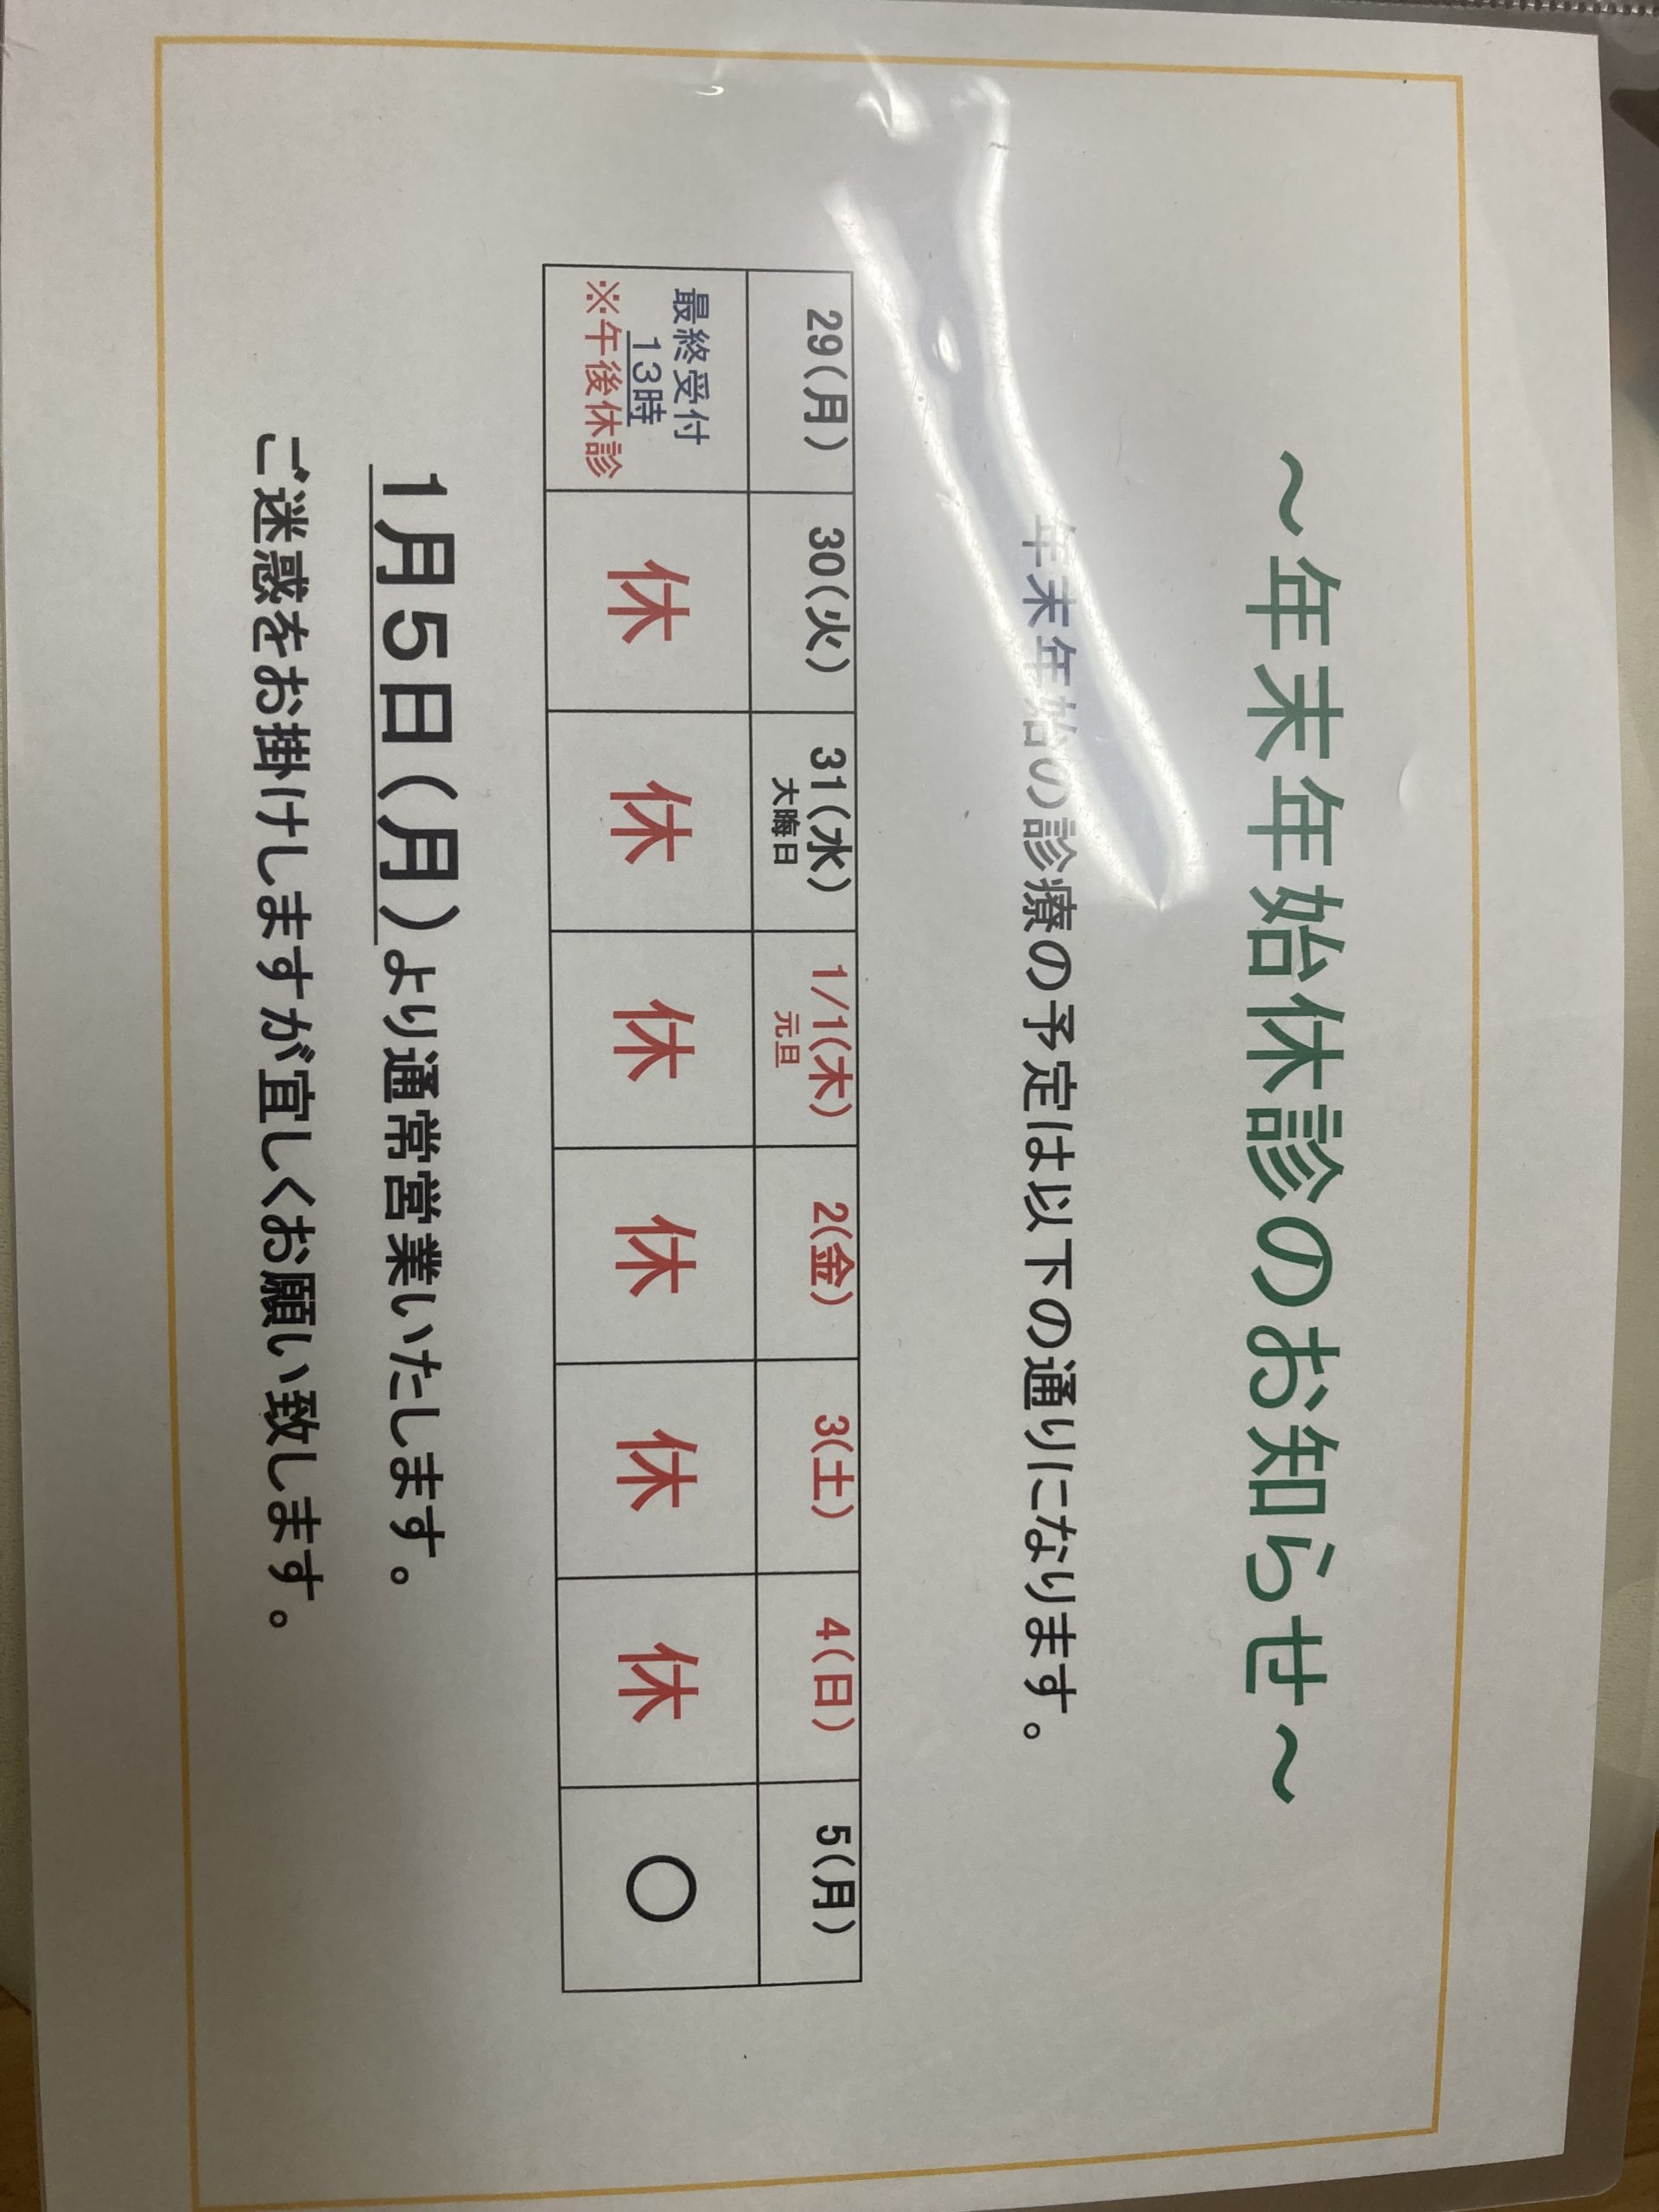 ～年末年始休診のお知らせ～
年末年始の診療の予定は以下の通りになります。
29(月) 30(火) 31(水) 1/1(木) 2(金) 3(土) 4(日) 5(月)
大晦日 元旦
最終受付
13時
※午後休診
休 休 休 休 休 休 〇
1月5日(月)より通常営業いたします。
ご迷惑をお掛けしますが宜しくお願い致します。